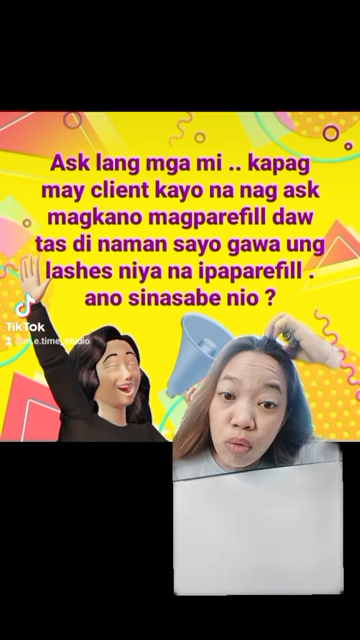 Ask lang mga mi .. kapag
may client kayo na nag ask
magkano magparefill daw
tas di naman sayo gawa ung
lashes niya na ipaparefill .
ano sinasabe nio ?
TikTok